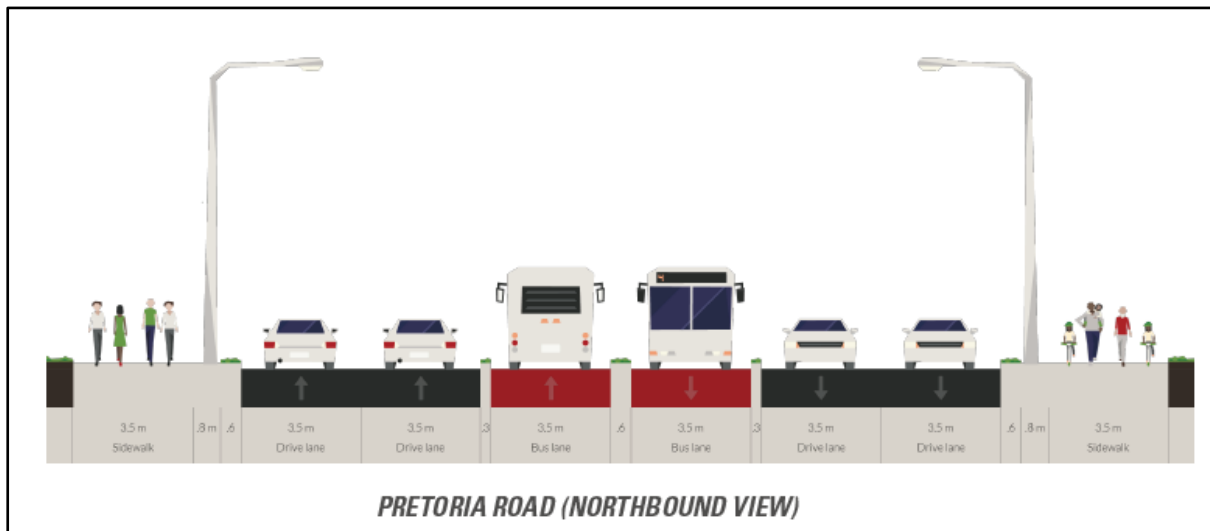 3.5 m .8 m .6 3.5 m 3.5 m .3 3.5 m .6 3.5 m .3 3.5 m 3.5 m .6 .8 m 3.5 m
Sidewalk Drive lane Drive lane Bus lane Bus lane Drive lane Drive lane Sidewalk
PRETORIA ROAD (NORTHBOUND VIEW)